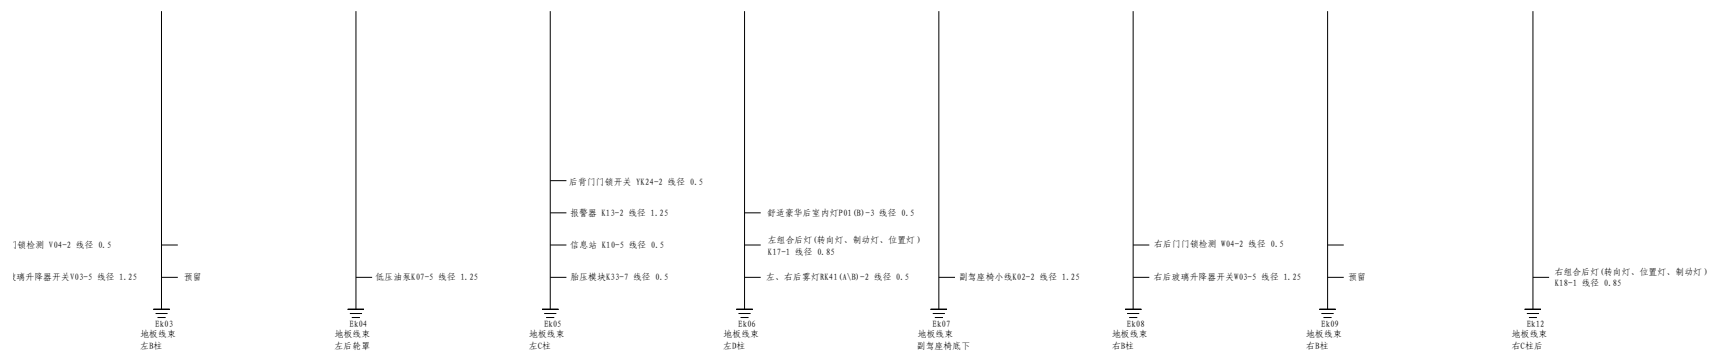 后背门门锁开关 YK24-2 线径 0.5
报警器 K13-2 线径 1.25
舒适豪华后室内灯P01(B)-3 线径 0.5
门锁检测 V04-2 线径 0.5
信息站 K10-5 线径 0.5
左组合后灯(转向灯、制动灯、位置灯)
K17-1 线径 0.85
右后门门锁检测 W04-2 线径 0.5
玻璃升降器开关V03-5 线径 1.25
预留
低压油泵K07-5 线径 1.25
胎压模块K33-7 线径 0.5
左、右后雾灯RK41(A\B)-2 线径 0.5
副驾座椅小线K02-2 线径 1.25
右后玻璃升降器开关W03-5 线径 1.25
预留
右组合后灯(转向灯、位置灯、制动灯)
K18-1 线径 0.85
Ek03
地板线束
左B柱
Ek04
地板线束
左后轮罩
Ek05
地板线束
左C柱
Ek06
地板线束
左D柱
Ek07
地板线束
副驾座椅底下
Ek08
地板线束
右B柱
Ek09
地板线束
右B柱
Ek12
地板线束
右C柱后